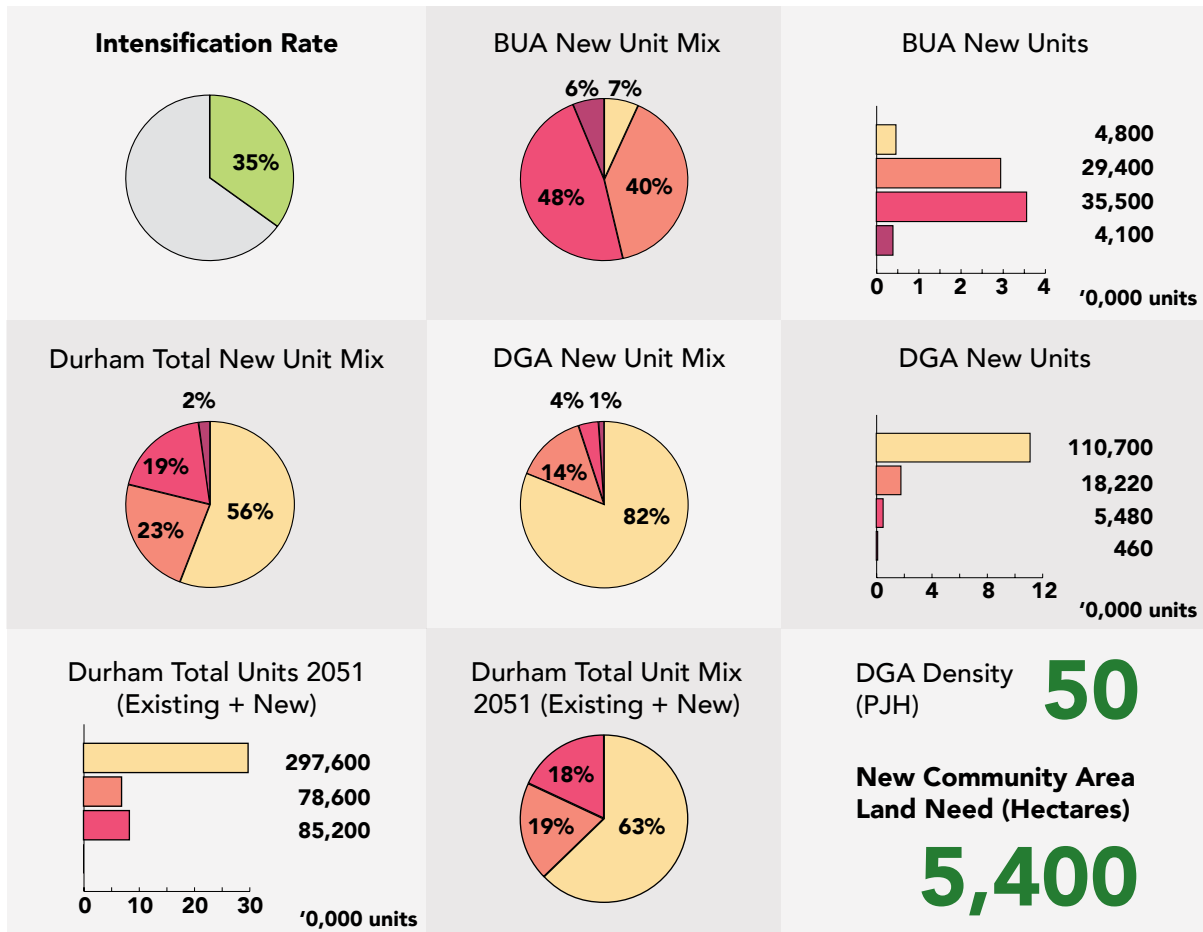 Intensification Rate
35%
BUA New Unit Mix
6% 7%
48% 40%
BUA New Units
4,800
29,400
35,500
4,100
0 1 2 3 4
‘0,000 units
Durham Total New Unit Mix
2%
19%
56%
23%
DGA New Unit Mix
4% 1%
14%
82%
DGA New Units
110,700
18,220
5,480
460
0 4 8 12
‘0,000 units
Durham Total Units 2051
(Existing + New)
297,600
78,600
85,200
0 10 20 30
‘0,000 units
Durham Total Unit Mix
2051 (Existing + New)
18%
19% 63%
DGA Density
(PJH)
50
New Community Area
Land Need (Hectares)
5,400